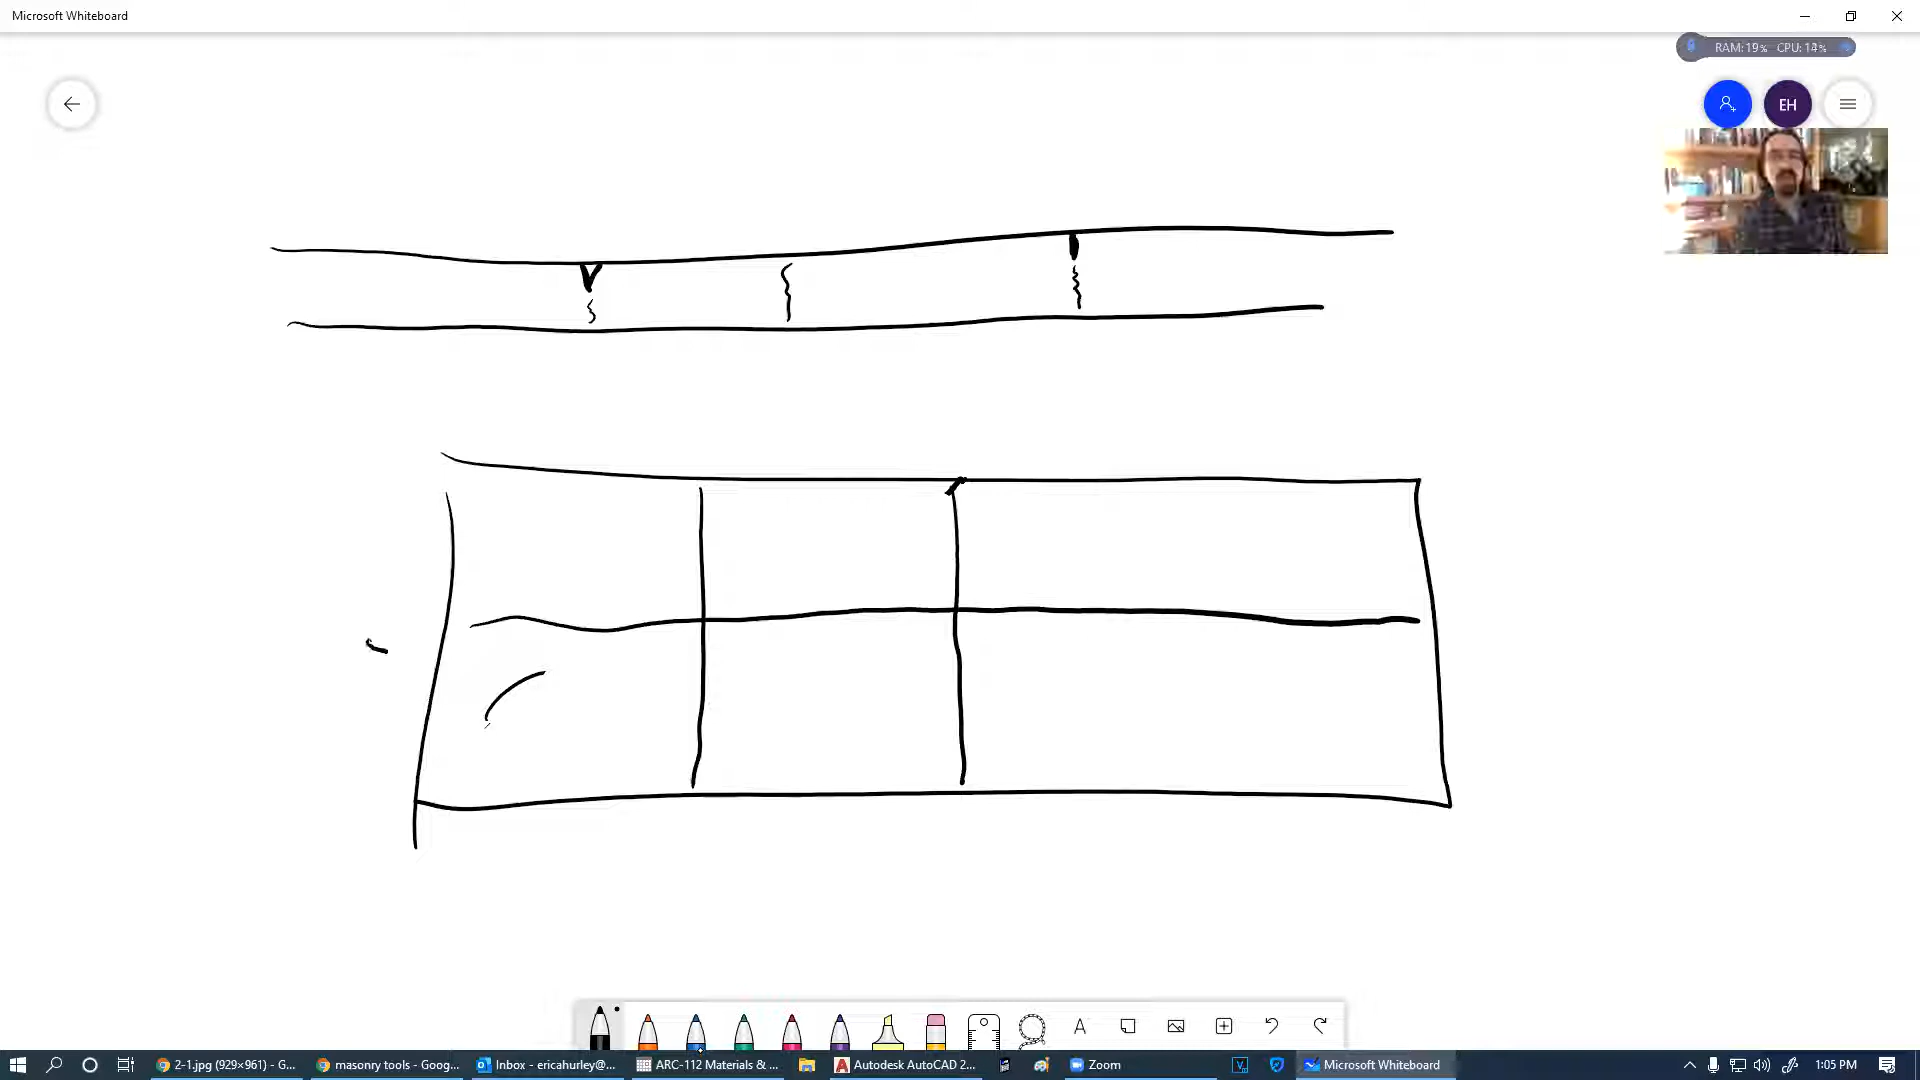 Microsoft Whiteboard
RAM: 19% CPU: 14%
EH
A
2-1.jpg (929×961) - G...
masonry tools - Goog...
Inbox - ericahurley@...
ARC-112 Materials & ...
Autodesk AutoCAD 2...
Zoom
Microsoft Whiteboard
1:05 PM